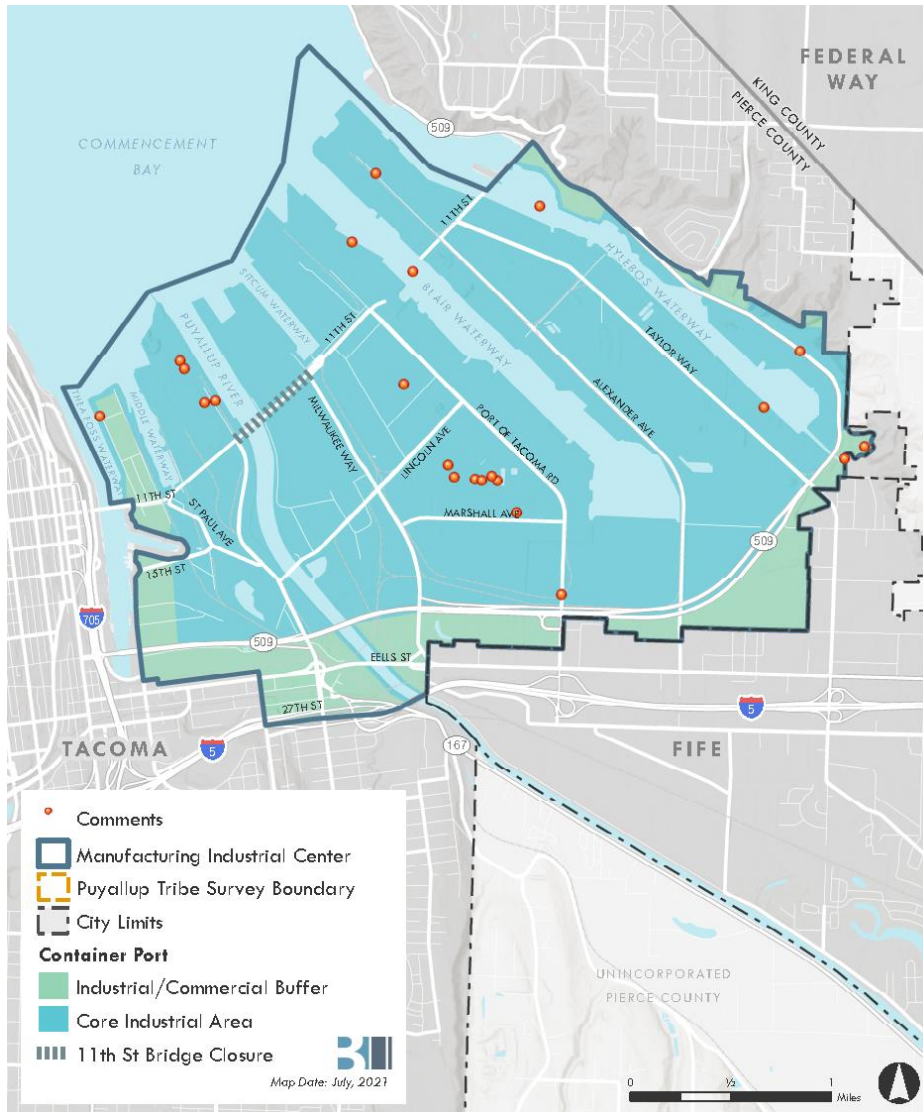 FEDERAL
WAY
KING COUNTY
PIERCE COUNTY
COMMENCEMENT
BAY
509
11TH ST
HYLEBOS WATERWAY
SITCUM WATERWAY
BLAIR WATERWAY
PUYALLUP RIVER
11TH ST
TAYLOR WAY
ALEXANDER AVE
THEA FOSS WATERWAY
MIDDLE WATERWAY
MILWAUKEE WAY
LINCOLN AVE
PORT OF TACOMA RD
11TH ST
ST PAUL AVE
MARSHALL AVE
509
15TH ST
705
509
EELLS ST
27TH ST
5
TACOMA
5
167
FIFE
Comments
Manufacturing Industrial Center
Puyallup Tribe Survey Boundary
City Limits
Container Port
Industrial/Commercial Buffer
Core Industrial Area
11th St Bridge Closure
Map Date: July, 2021
UNINCORPORATED
PIERCE COUNTY
0 ½ 1
Miles